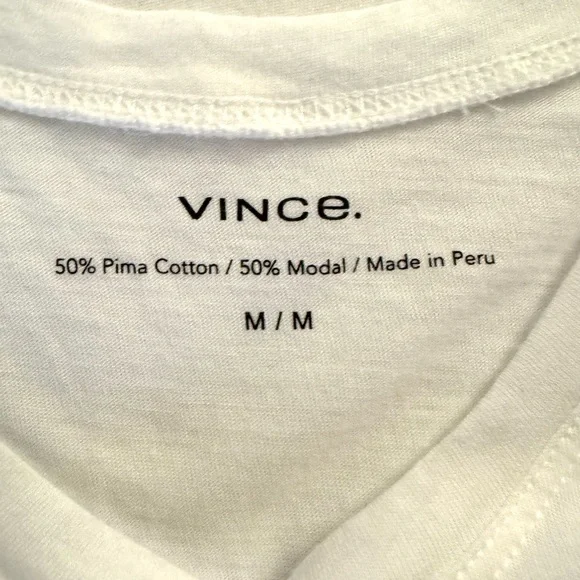 VINCe.
50% Pima Cotton / 50% Modal / Made in Peru
M / M